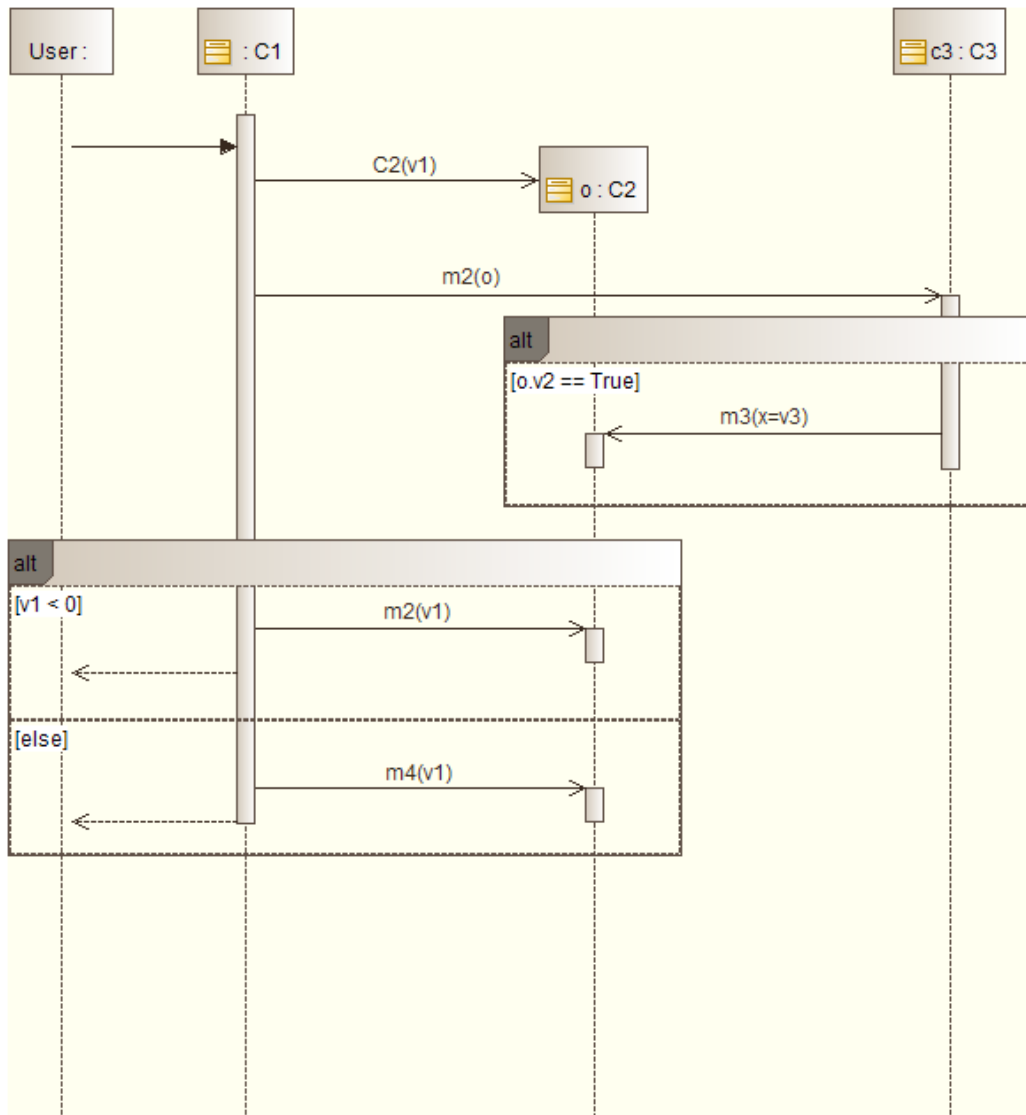 User :
: C1
c3 : C3
C2(v1)
o : C2
m2(o)
alt
[o.v2 == True]
m3(x=v3)
alt
[v1 < 0]
m2(v1)
[else]
m4(v1)